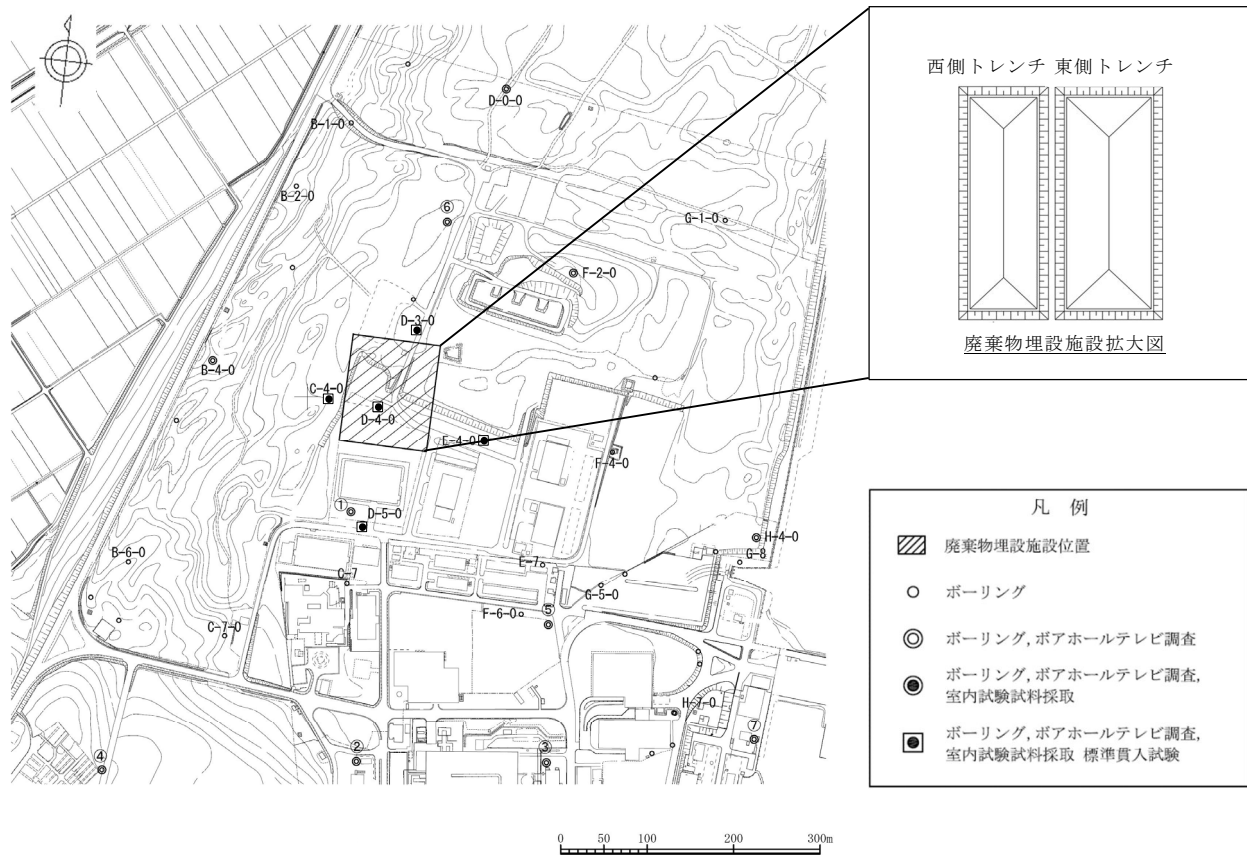 西側トレンチ 東側トレンチ
廃棄物埋設施設拡大図
D-0-0
B-1-0
B-2-0
⑥
G-1-0
F-2-0
D-3-0
B-4-0
C-4-0
D-4-0
E-4-0
F-4-0
①
D-5-0
H-4-0
G-8
B-6-0
C-7
E-7
G-5-0
F-6-0
⑤
C-7-0
H-7-0
②
③
⑦
④
凡 例
廃棄物埋設施設位置
ボーリング
ボーリング, ボアホールテレビ調査
ボーリング, ボアホールテレビ調査,
室内試験試料採取
ボーリング, ボアホールテレビ調査,
室内試験試料採取 標準貫入試験
0 50 100 200 300m